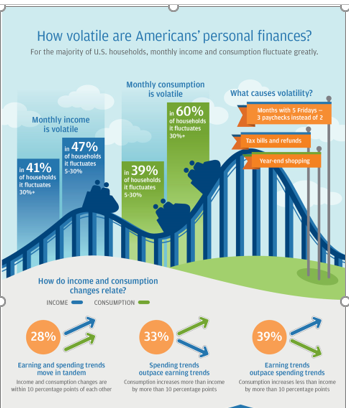 How volatile are Americans' personal finances?
For the majority of U.S. households, monthly income and consumption fluctuate greatly.
Monthly income
is volatile
in 41%
of households
it fluctuates
30%+
in 47%
of households
it fluctuates
5-30%
Monthly consumption
is volatile
in 39%
of households
it fluctuates
5-30%
in 60%
of households
it fluctuates
30%+
What causes volatility?
Months with 5 Fridays —
3 paychecks instead of 2
Tax bills and refunds
Year-end shopping
How do income and consumption
changes relate?
INCOME
CONSUMPTION
28%
Earning and spending trends
move in tandem
Income and consumption changes are
within 10 percentage points of each other
33%
Spending trends
outpace earning trends
Consumption increases more than income
by more than 10 percentage points
39%
Earning trends
outpace spending trends
Consumption increases less than income
by more than 10 percentage points